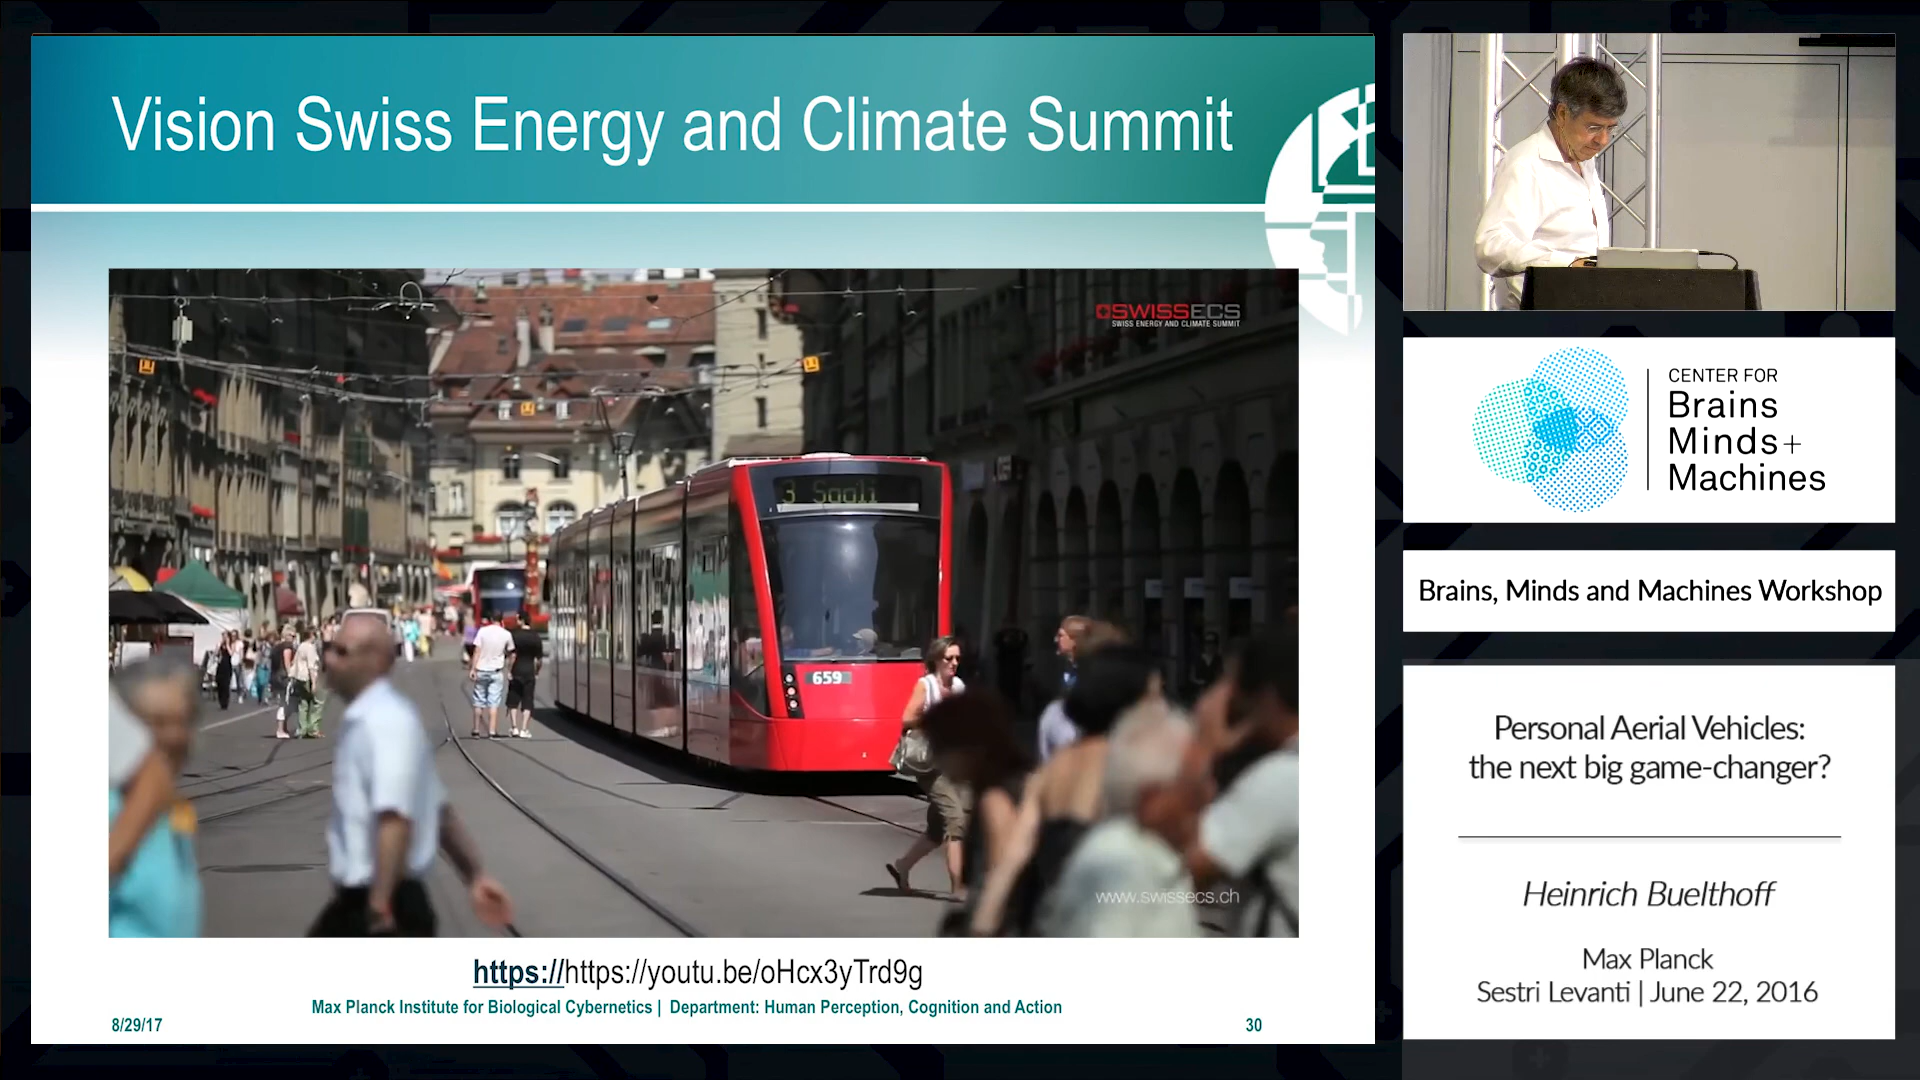 Vision Swiss Energy and Climate Summit
SWISSECS
SWISS ENERGY AND CLIMATE SUMMIT
3 Saali
659
www.swissecs.ch
https://https://youtu.be/oHcx3yTrd9g
Max Planck Institute for Biological Cybernetics | Department: Human Perception, Cognition and Action
8/29/17
30
CENTER FOR
Brains
Minds+
Machines
Brains, Minds and Machines Workshop
Personal Aerial Vehicles:
the next big game-changer?
Heinrich Buelthoff
Max Planck
Sestri Levanti | June 22, 2016